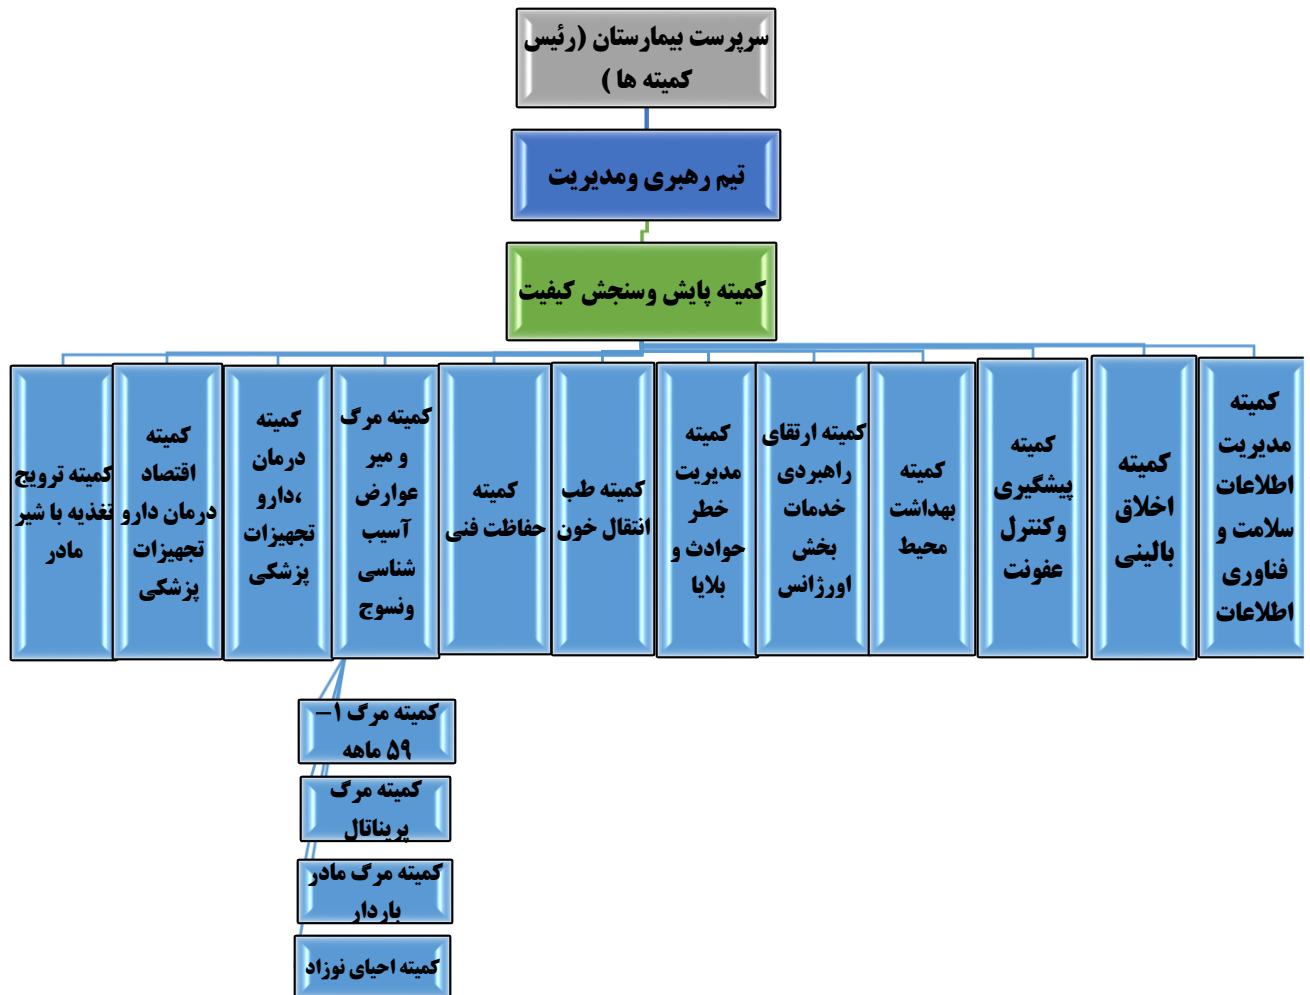 سرپرست بیمارستان (رئیس
کمیته ها )
تیم رهبری ومدیریت
کمیته پایش وسنجش کیفیت
کمیته
مدیریت
اطلاعات
سلامت و
فناوری
اطلاعات
کمیته
اخلاق
بالینی
کمیته
پیشگیری
وکنترل
عفونت
کمیته
بهداشت
محیط
کمیته ارتقای
راهبردی
خدمات
بخش
اورژانس
کمیته
مدیریت
خطر
حوادث و
بلایا
کمیته طب
انتقال خون
کمیته
حفاظت فنی
کمیته مرگ
و میر
عوارض
آسیب
شناسی
ونسوج
کمیته
درمان
،دارو
تجهیزات
پزشکی
کمیته
اقتصاد
درمان دارو
تجهیزات
پزشکی
کمیته ترویج
تغذیه با شیر
مادر
کمیته مرگ ۱-
۵۹ ماهه
کمیته مرگ
پریناتال
کمیته مرگ مادر
باردار
کمیته احیای نوزاد